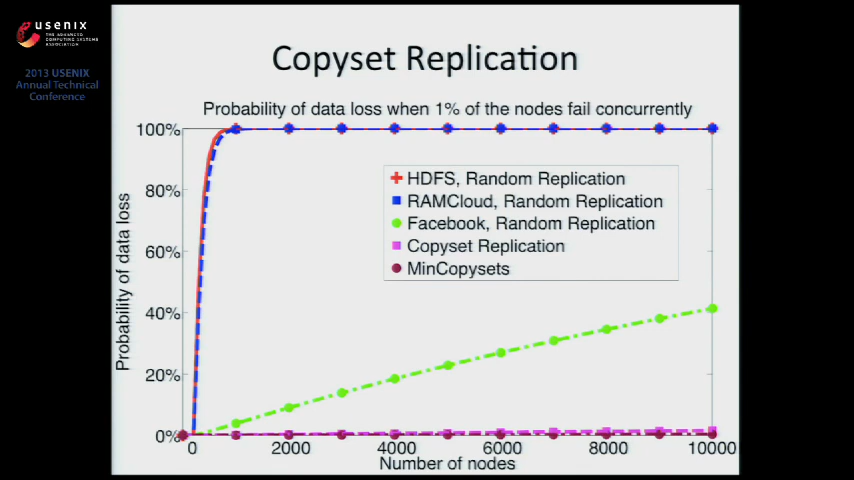 usenix
THE ADVANCED
COMPUTING SYSTEMS
ASSOCIATION
2013 USENIX
Annual Technical
Conference
Copyset Replication
Probability of data loss when 1% of the nodes fail concurrently
100%
80%
60%
40%
20%
0%
Probability of data loss
HDFS, Random Replication
RAMCloud, Random Replication
Facebook, Random Replication
Copyset Replication
MinCopysets
0 2000 4000 6000 8000 10000
Number of nodes